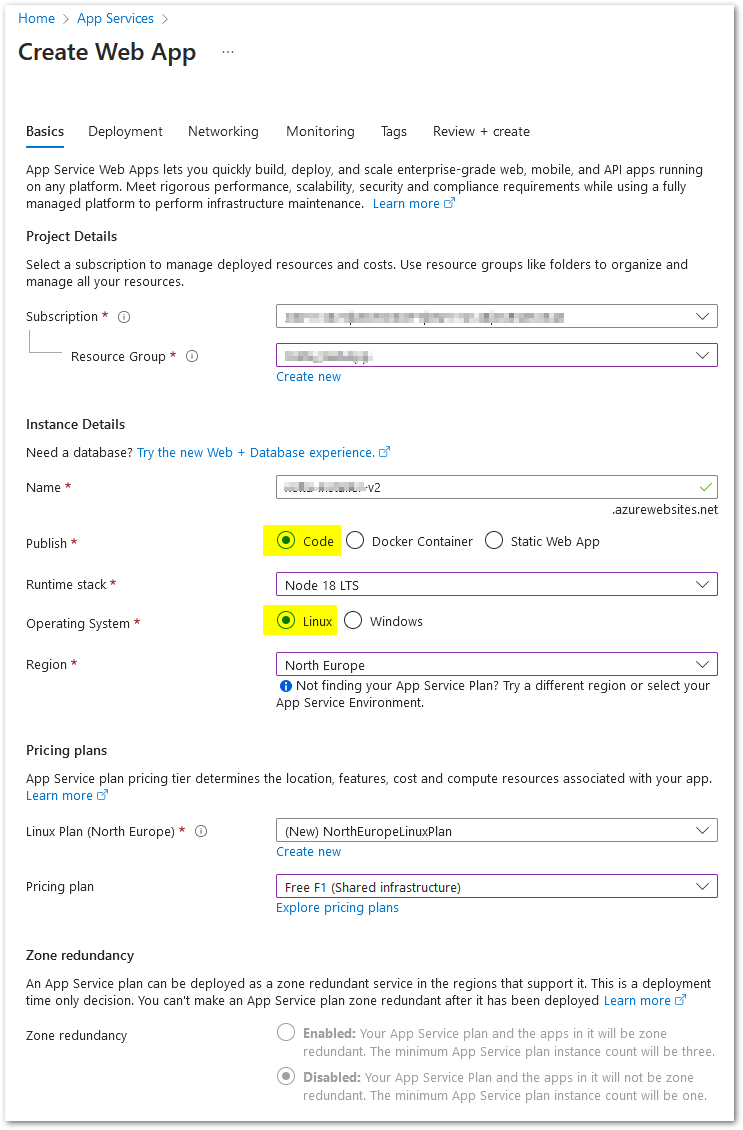 Home > App Services >
Create Web App ...
Basics Deployment Networking Monitoring Tags Review + create
App Service Web Apps lets you quickly build, deploy, and scale enterprise-grade web, mobile, and API apps running
on any platform. Meet rigorous performance, scalability, security and compliance requirements while using a fully
managed platform to perform infrastructure maintenance. Learn more
Project Details
Select a subscription to manage deployed resources and costs. Use resource groups like folders to organize and
manage all your resources.
Subscription *
Resource Group *
Create new
Instance Details
Need a database? Try the new Web + Database experience.
Name * -v2
.azurewebsites.net
Publish * Code Docker Container Static Web App
Runtime stack * Node 18 LTS
Operating System * Linux Windows
Region * North Europe
Not finding your App Service Plan? Try a different region or select your
App Service Environment.
Pricing plans
App Service plan pricing tier determines the location, features, cost and compute resources associated with your app.
Learn more
Linux Plan (North Europe) * (New) NorthEuropeLinuxPlan
Create new
Pricing plan Free F1 (Shared infrastructure)
Explore pricing plans
Zone redundancy
An App Service plan can be deployed as a zone redundant service in the regions that support it. This is a deployment
time only decision. You can't make an App Service plan zone redundant after it has been deployed Learn more
Zone redundancy Enabled: Your App Service plan and the apps in it will be zone
redundant. The minimum App Service plan instance count will be three.
Disabled: Your App Service Plan and the apps in it will not be zone
redundant. The minimum App Service plan instance count will be one.